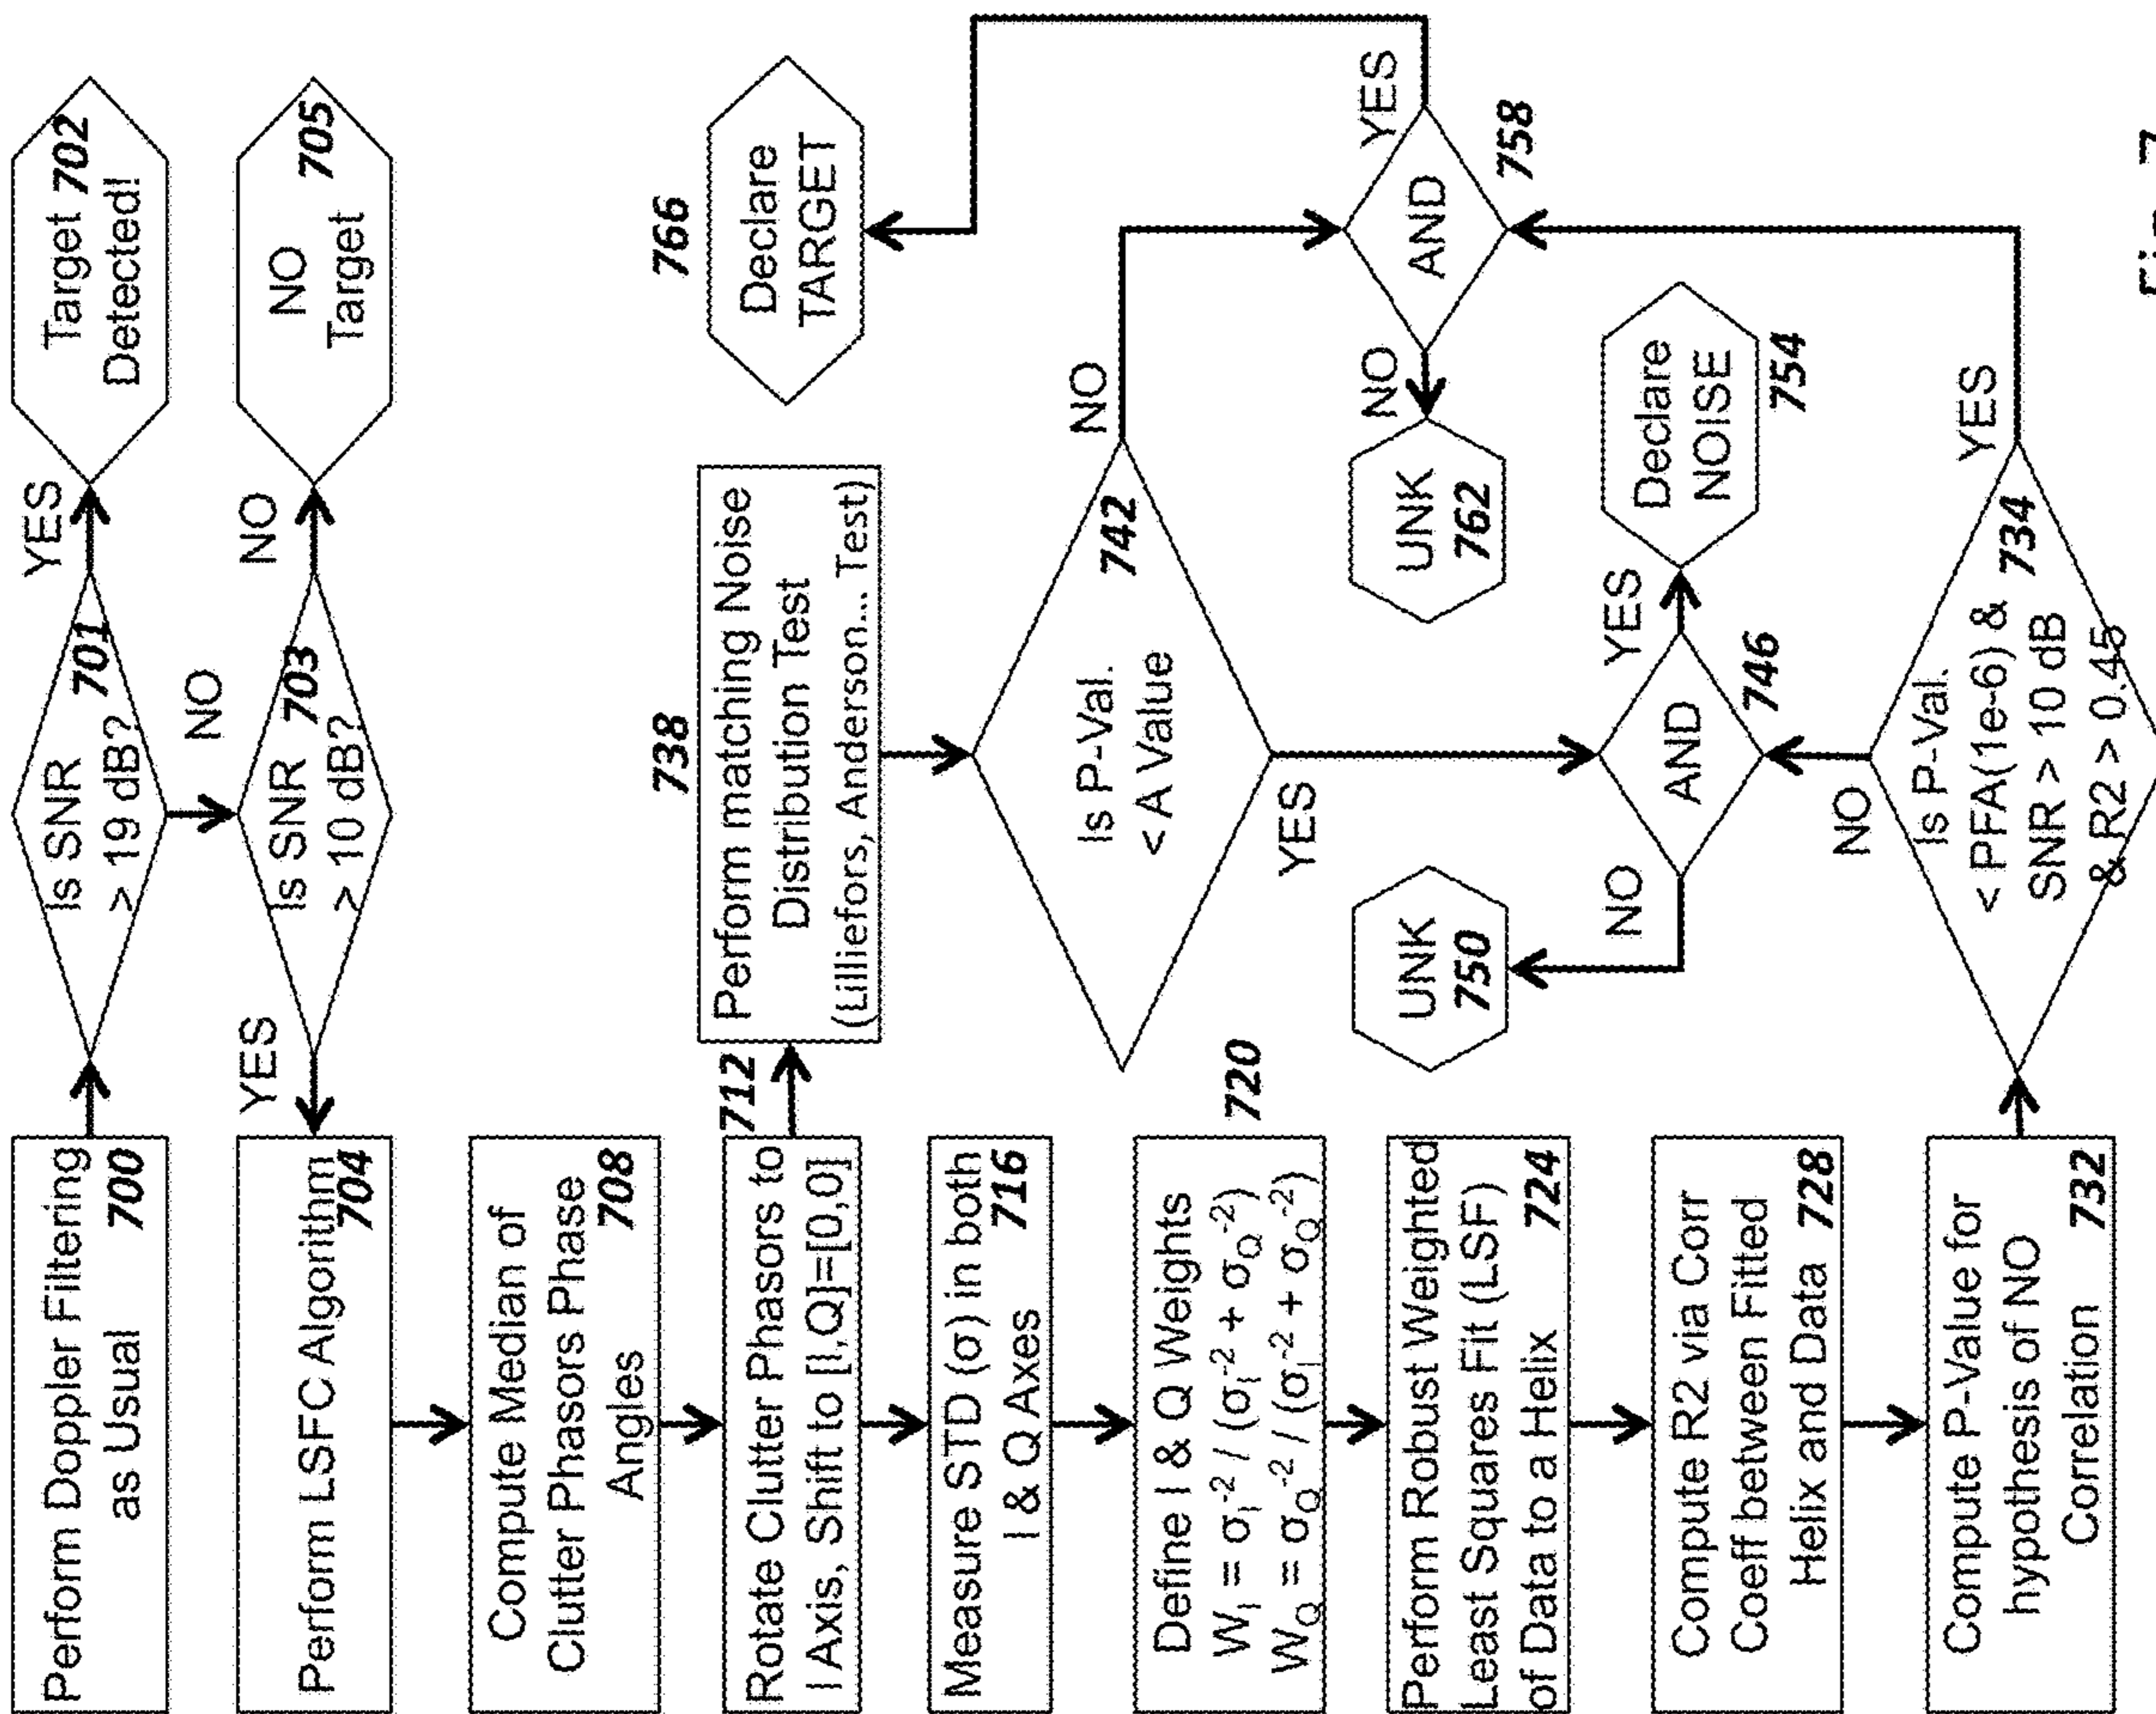 Perform Doppler Filtering
as Usual 700
Is SNR 701
> 19 dB?
YES
Target 702
Detected!
NO
Perform LSFC Algorithm
704
YES
Is SNR 703
> 10 dB?
NO
NO 705
Target
Compute Median of
Clutter Phasors Phase
Angles 708
712
Rotate Clutter Phasors to
I Axis, Shift to [I,Q]=[0,0]
738
Perform matching Noise
Distribution Test
(Lilliefors, Anderson... Test)
766
Declare
TARGET
Measure STD (σ) in both
I & Q Axes 716
Is P-Val. 742
< A Value
NO
YES
720
Define I & Q Weights
W_I = σ_I^-2 / (σ_I^-2 + σ_Q^-2)
W_Q = σ_Q^-2 / (σ_I^-2 + σ_Q^-2)
UNK
750
UNK
762
NO
AND
YES
758
Perform Robust Weighted
Least Squares Fit (LSF)
of Data to a Helix 724
NO
AND
YES
746
Declare
NOISE
754
Compute R2 via Corr
Coeff between Fitted
Helix and Data 728
Compute P-Value for
hypothesis of NO
Correlation 732
NO
Is P-Val.
< PFA(1e-6) & 734
SNR > 10 dB
& R2 > 0.45
YES